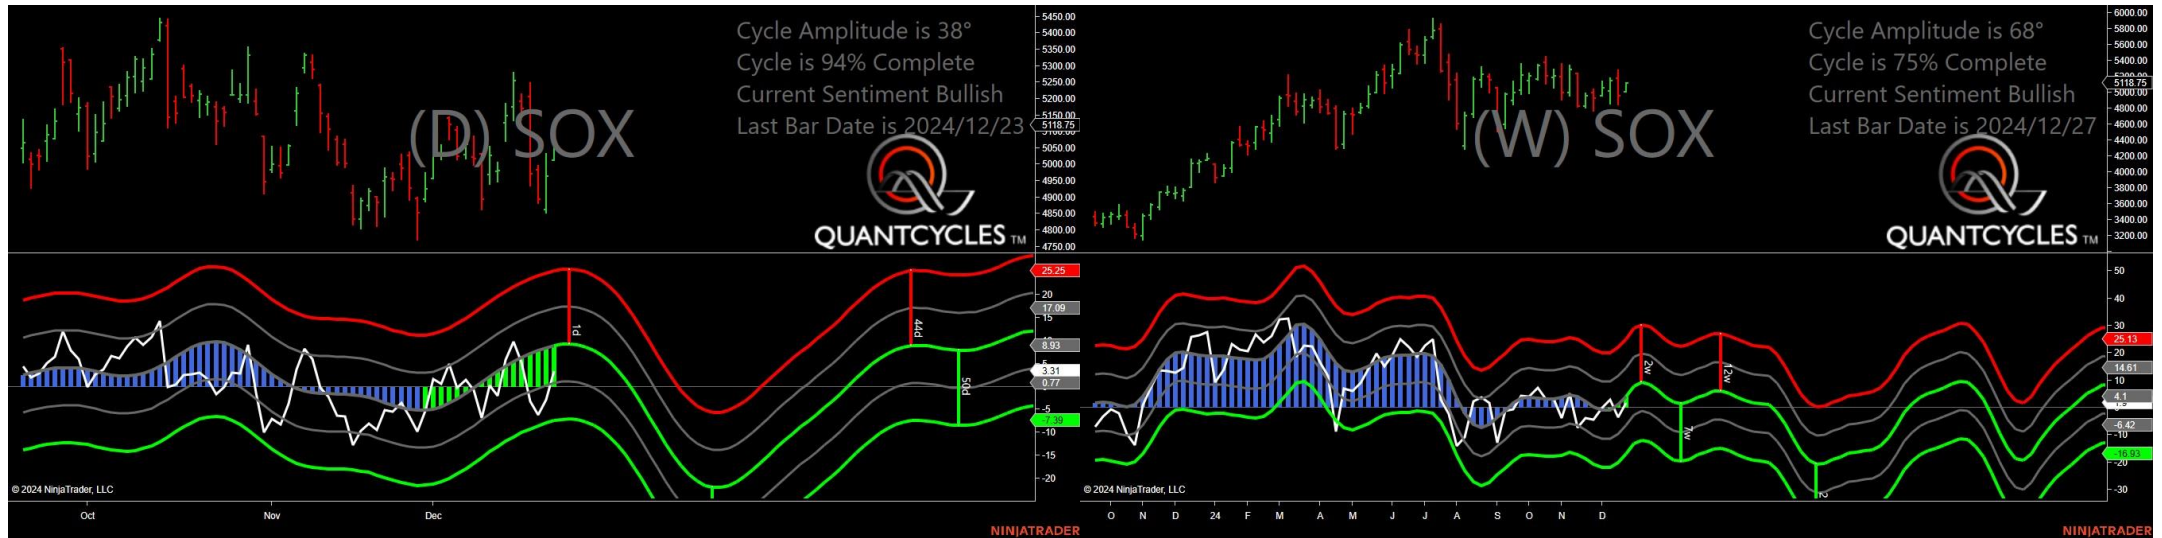 Cycle Amplitude is 38°
Cycle is 94% Complete
Current Sentiment Bullish
Last Bar Date is 2024/12/23
(D) SOX
QUANTCYCLES TM
5450.00
5400.00
5350.00
5300.00
5250.00
5200.00
5150.00
5118.75
5100.00
5050.00
5000.00
4950.00
4900.00
4850.00
4800.00
4750.00
25.25
20
17.09
15
8.93
5
3.31
0.77
-5
-7.39
-10
-15
-20
1d
44d
50d
© 2024 NinjaTrader, LLC
Oct
Nov
Dec
NINJATRADER
Cycle Amplitude is 68°
Cycle is 75% Complete
Current Sentiment Bullish
Last Bar Date is 2024/12/27
(W) SOX
QUANTCYCLES TM
6000.00
5800.00
5600.00
5400.00
5200.00
5118.75
5000.00
4800.00
4600.00
4400.00
4200.00
4000.00
3800.00
3600.00
3400.00
3200.00
50
40
30
25.13
20
14.61
10
4.1
-6.42
-10
-16.93
-20
-30
2w
7w
12w
© 2024 NinjaTrader, LLC
O N D 24 F M A M J J A S O N D
NINJATRADER